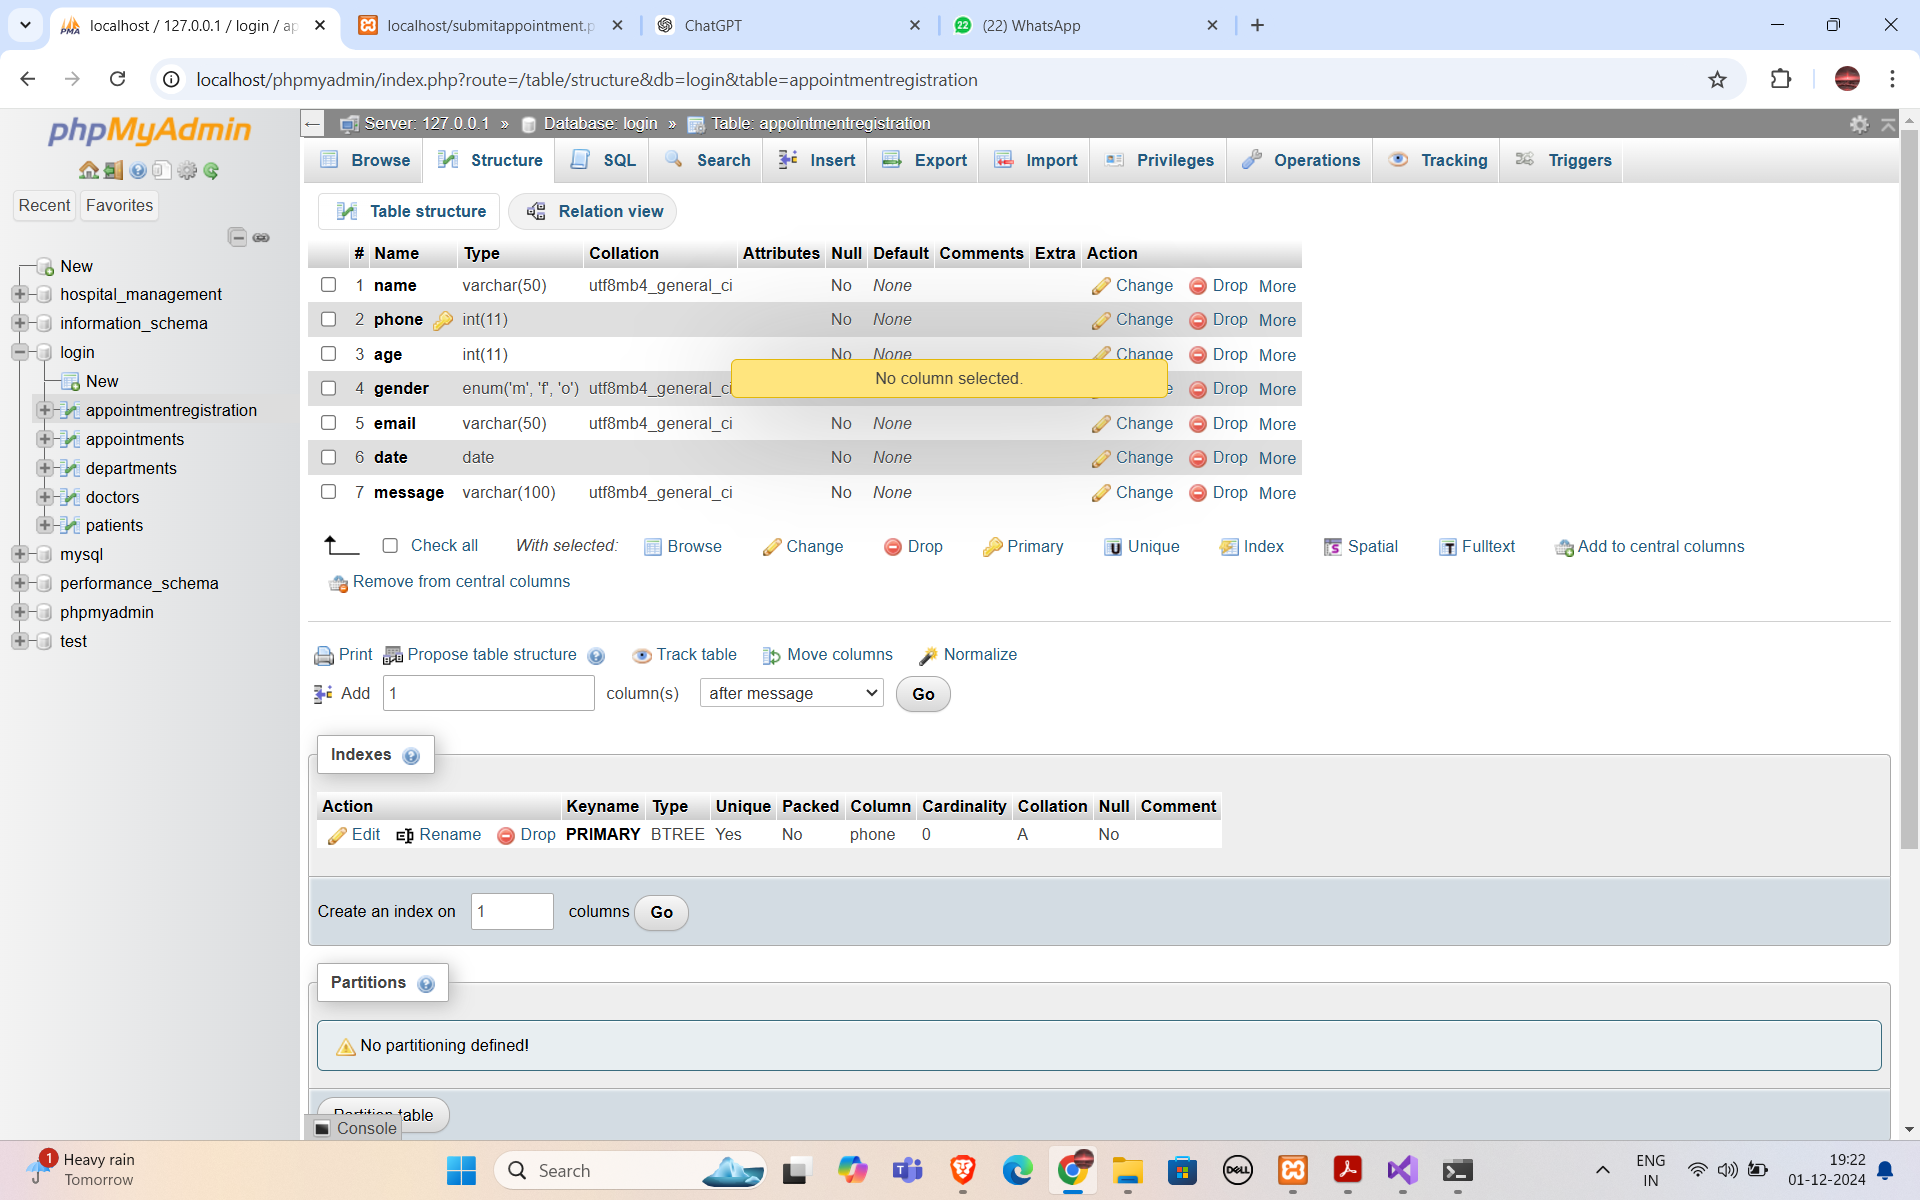 localhost / 127.0.0.1 / login / ap
localhost/submitappointment.p
ChatGPT
22
(22) WhatsApp
localhost/phpmyadmin/index.php?route=/table/structure&db=login&table=appointmentregistration
phpMyAdmin
Recent Favorites
New
hospital_management
information_schema
login
New
appointmentregistration
appointments
departments
doctors
patients
mysql
performance_schema
phpmyadmin
test
Server: 127.0.0.1 » Database: login » Table: appointmentregistration
Browse Structure SQL Search Insert Export Import Privileges Operations Tracking Triggers
Table structure Relation view
# Name Type Collation Attributes Null Default Comments Extra Action
1 name varchar(50) utf8mb4_general_ci No None Change Drop More
2 phone int(11) No None Change Drop More
3 age int(11) No None Change Drop More
4 gender enum('m', 'f', 'o') utf8mb4_general_ci Drop More
No column selected.
5 email varchar(50) utf8mb4_general_ci No None Change Drop More
6 date date No None Change Drop More
7 message varchar(100) utf8mb4_general_ci No None Change Drop More
Check all With selected: Browse Change Drop Primary Unique Index Spatial Fulltext Add to central columns
Remove from central columns
Print Propose table structure Track table Move columns Normalize
Add 1 column(s) after message Go
Indexes
Action Keyname Type Unique Packed Column Cardinality Collation Null Comment
Edit Rename Drop PRIMARY BTREE Yes No phone 0 A No
Create an index on 1 columns Go
Partitions
No partitioning defined!
Partition table
Console
1
Heavy rain
Tomorrow
Search
DELL
ENG
IN
19:22
01-12-2024